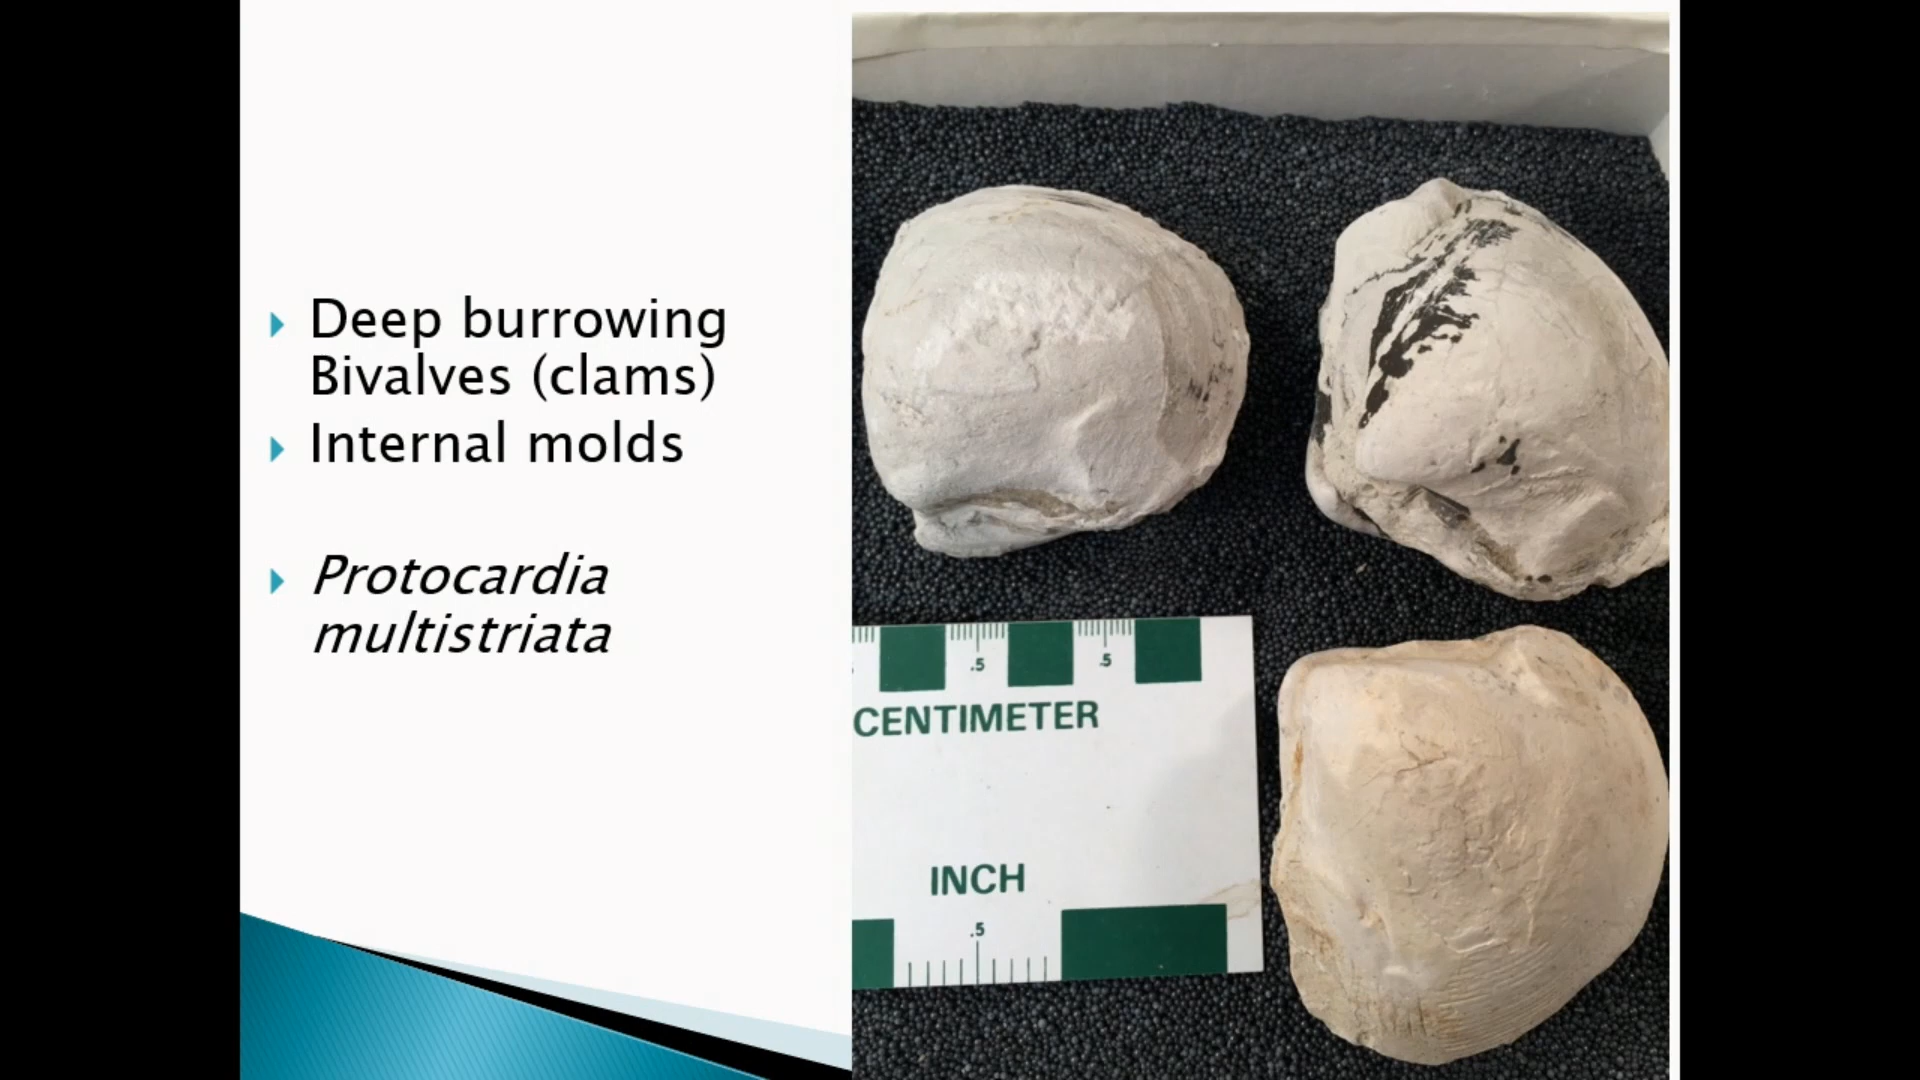 Deep burrowing
Bivalves (clams)
Internal molds
Protocardia
multistriata
.5 .5
CENTIMETER
INCH
.5